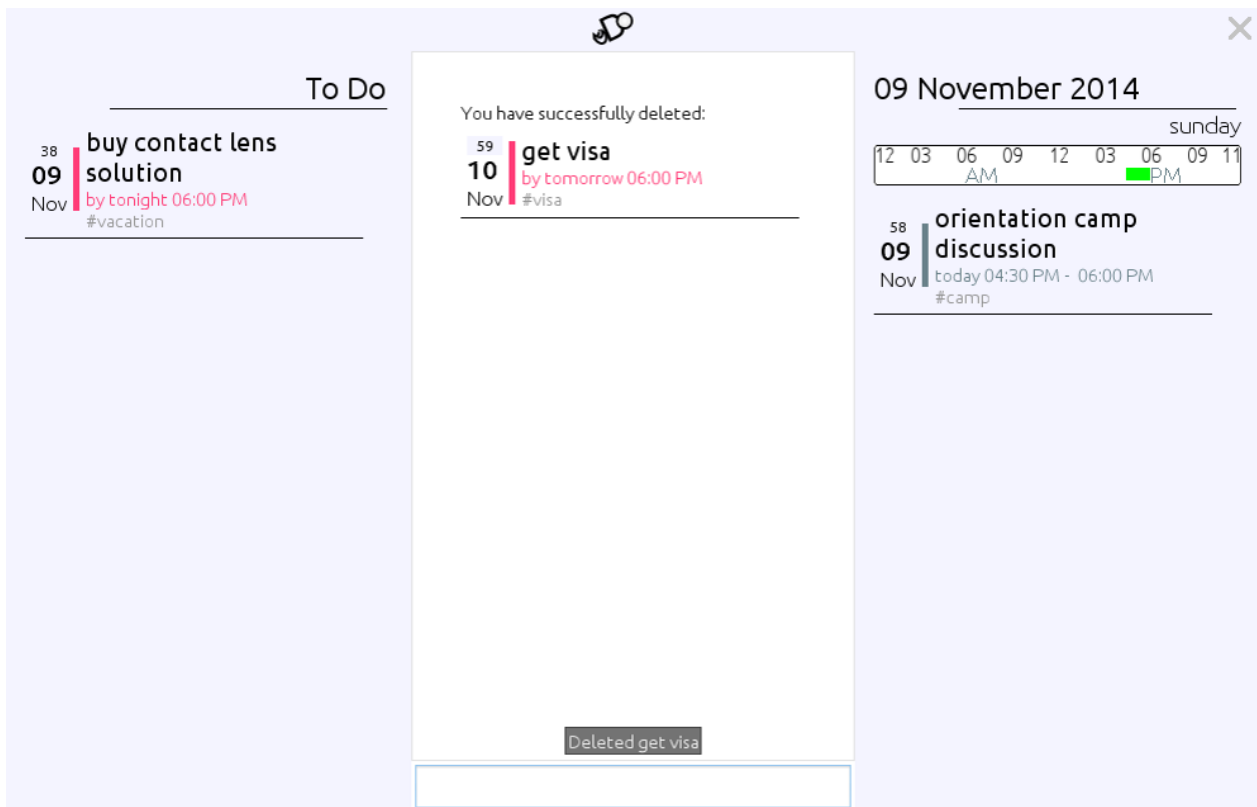 To Do
38
09
Nov
buy contact lens
solution
by tonight 06:00 PM
#vacation
You have successfully deleted:
59
10
Nov
get visa
by tomorrow 06:00 PM
#visa
Deleted get visa
09 November 2014
sunday
12 03 06 09 12 03 06 09 11
AM PM
58
09
Nov
orientation camp
discussion
today 04:30 PM - 06:00 PM
#camp